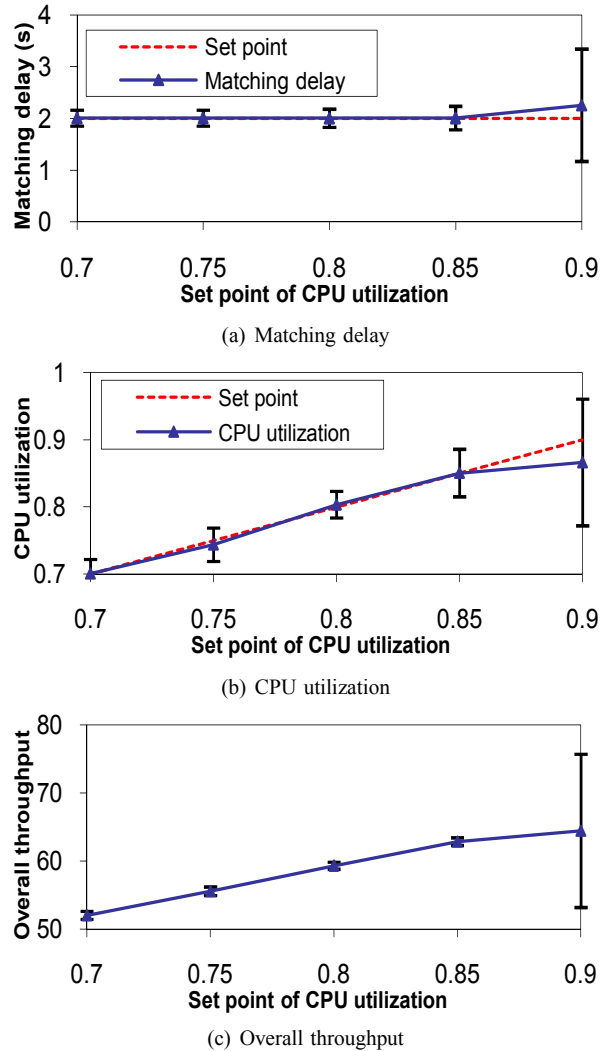 4
3
2
1
0
Matching delay (s)
Set point
Matching delay
0.7 0.75 0.8 0.85 0.9
Set point of CPU utilization
(a) Matching delay
1
0.9
0.8
0.7
CPU utilization
Set point
CPU utilization
0.7 0.75 0.8 0.85 0.9
Set point of CPU utilization
(b) CPU utilization
80
70
60
50
Overall throughput
0.7 0.75 0.8 0.85 0.9
Set point of CPU utilization
(c) Overall throughput